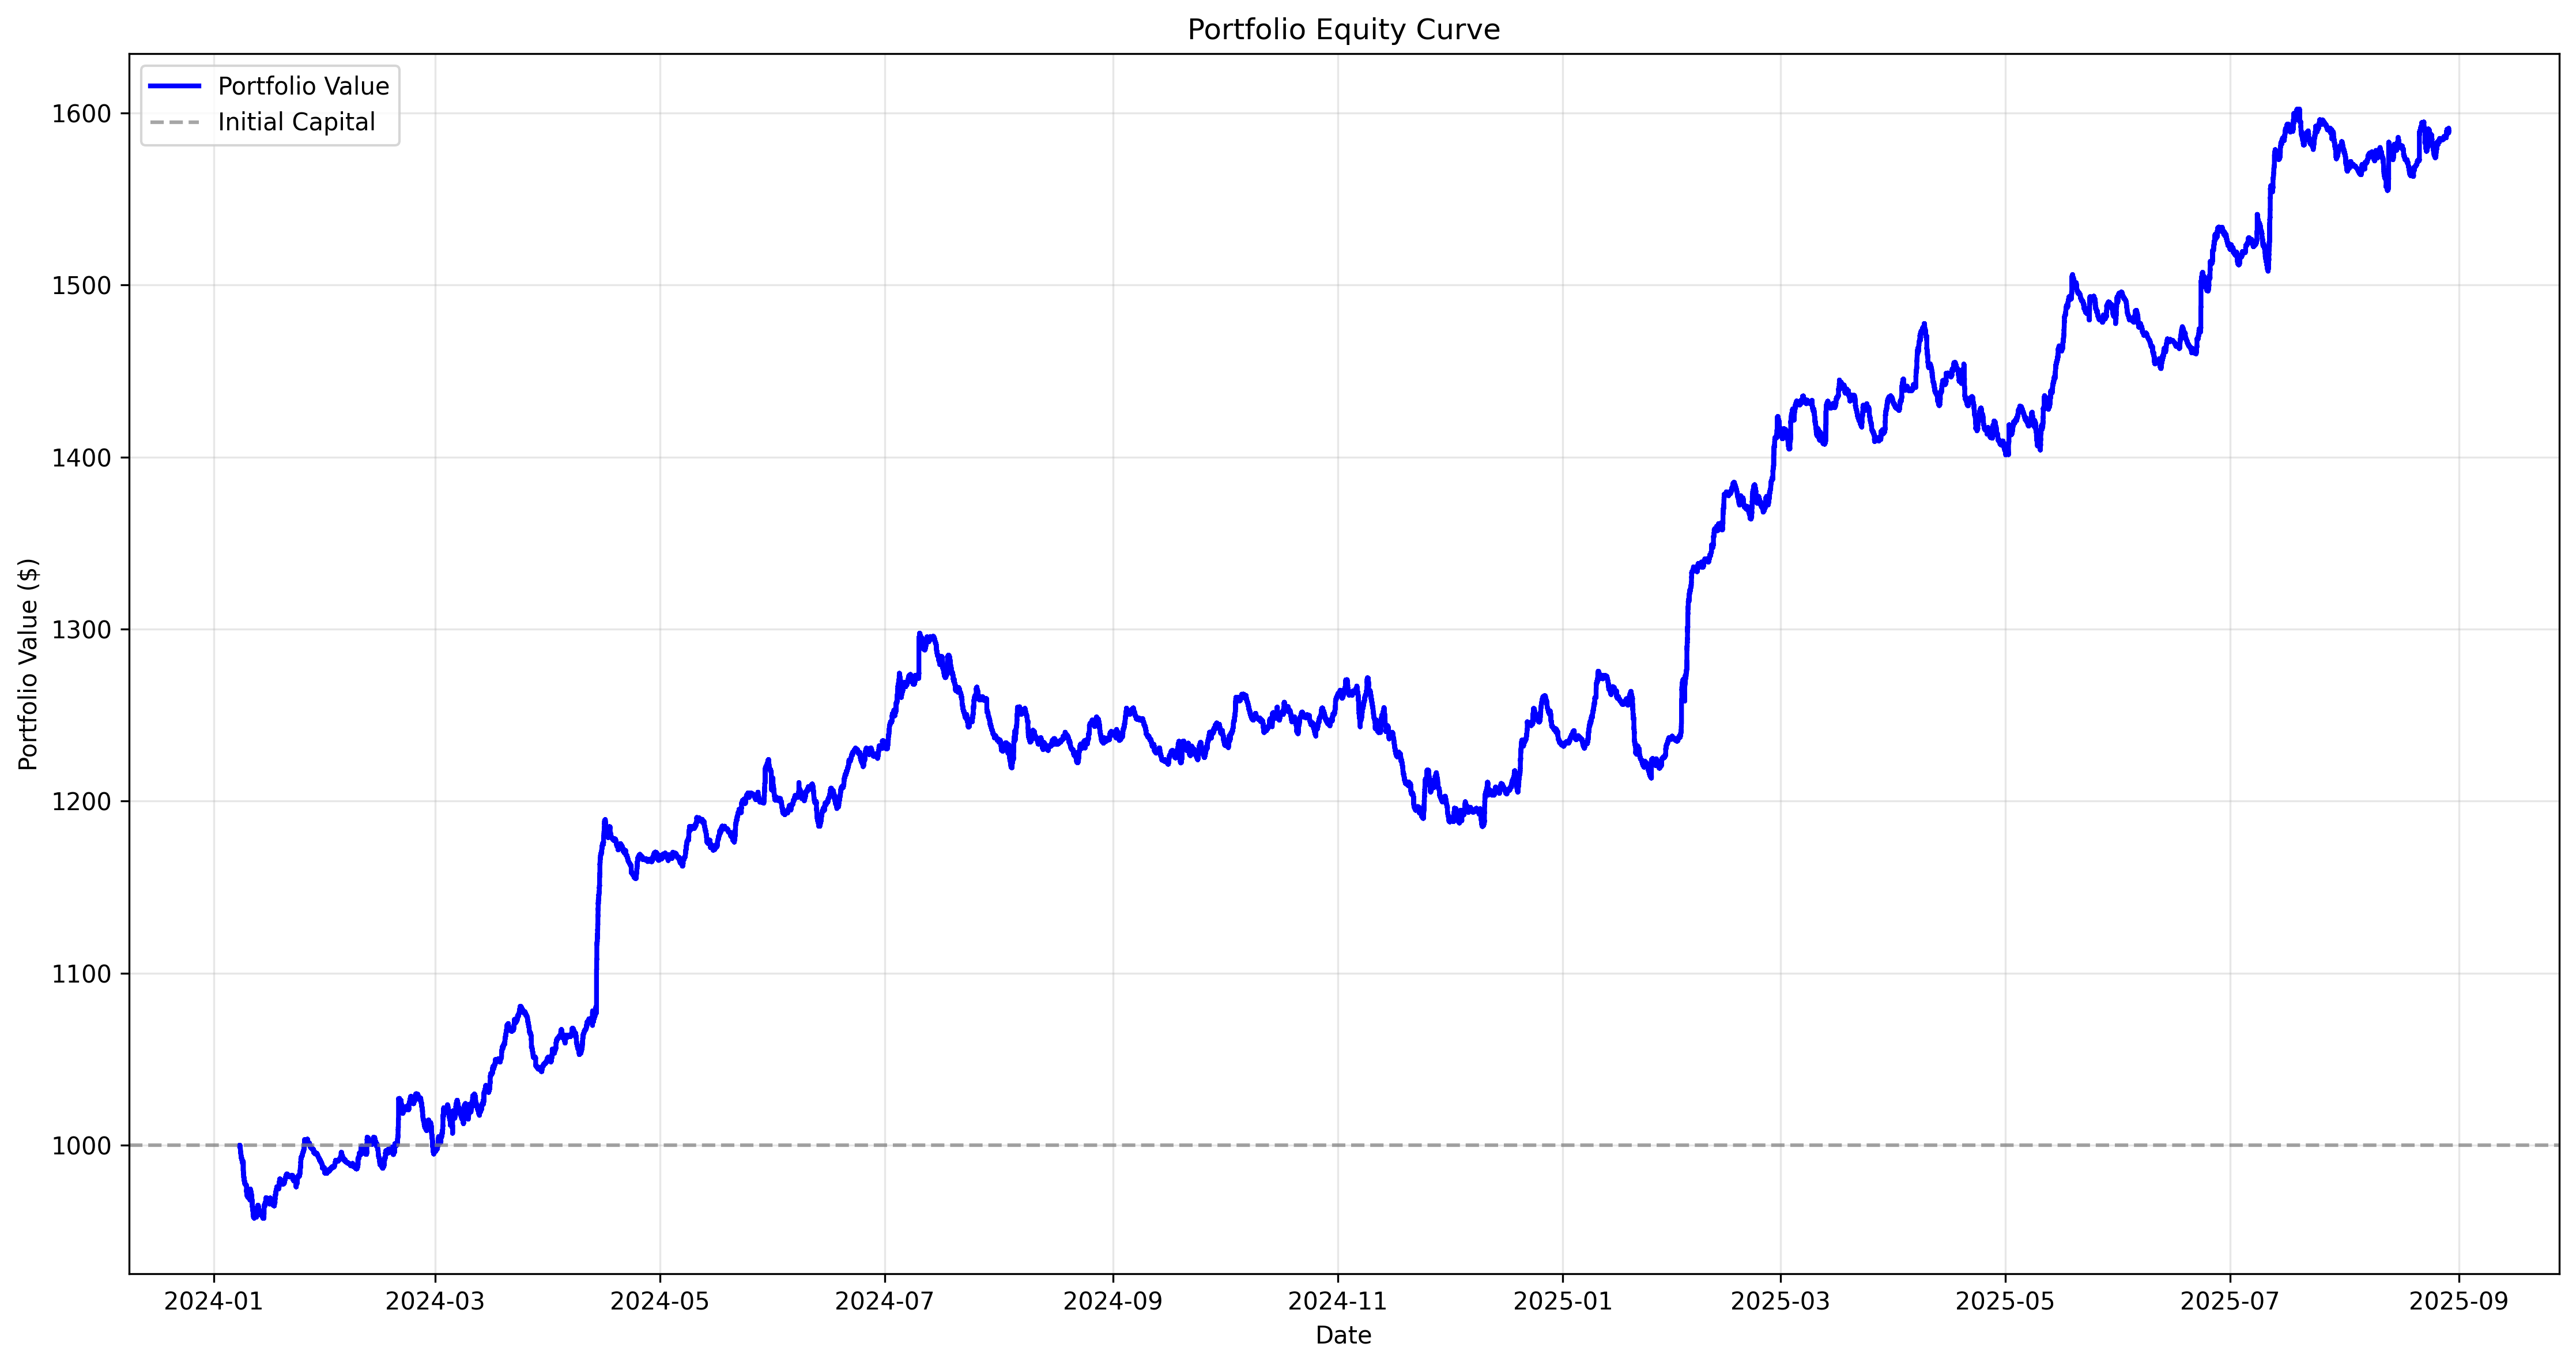 Portfolio Equity Curve
Portfolio Value
Initial Capital
Portfolio Value ($)
1600
1500
1400
1300
1200
1100
1000
2024-01 2024-03 2024-05 2024-07 2024-09 2024-11 2025-01 2025-03 2025-05 2025-07 2025-09
Date